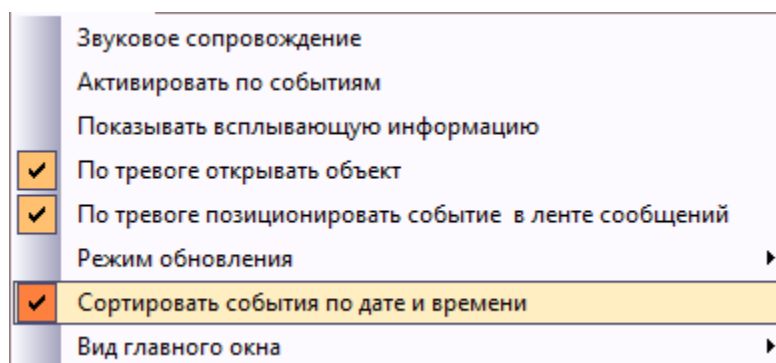 Звуковое сопровождение
Активировать по событиям
Показывать всплывающую информацию
По тревоге открывать объект
По тревоге позиционировать событие в ленте сообщений
Режим обновления
Сортировать события по дате и времени
Вид главного окна